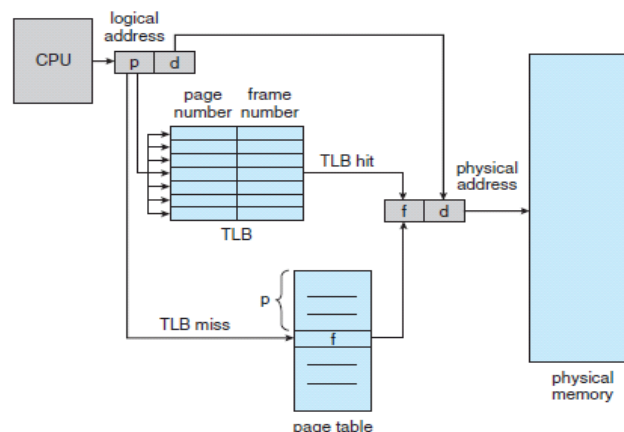 logical
address
CPU
p d
page number
frame number
TLB hit
TLB
physical
address
f d
p
TLB miss
f
page table
physical
memory